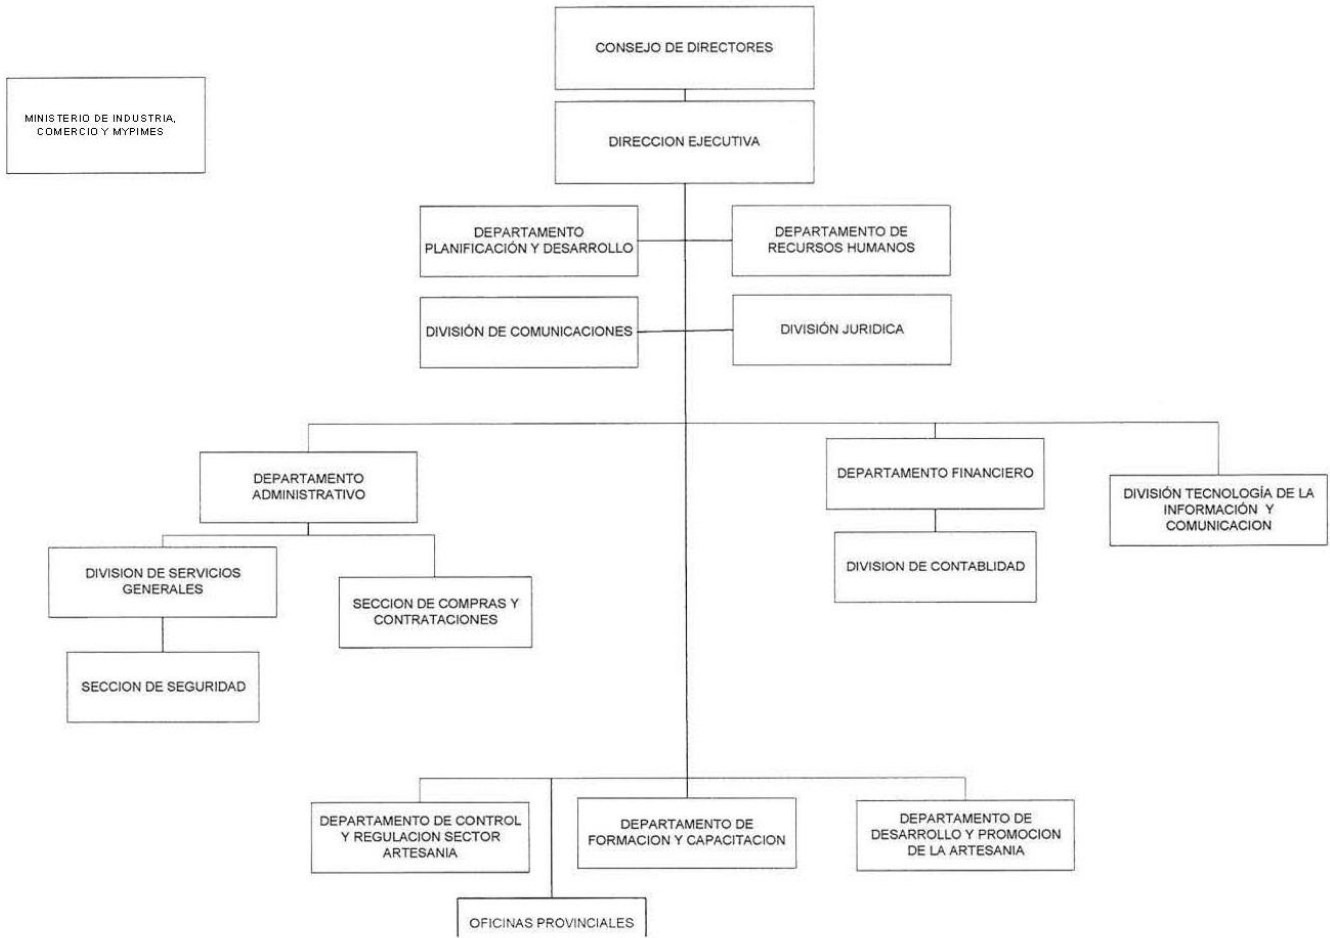 CONSEJO DE DIRECTORES
MINISTERIO DE INDUSTRIA,
COMERCIO Y MYPIMES
DIRECCION EJECUTIVA
DEPARTAMENTO
PLANIFICACIÓN Y DESARROLLO
DEPARTAMENTO DE
RECURSOS HUMANOS
DIVISIÓN DE COMUNICACIONES
DIVISIÓN JURIDICA
DEPARTAMENTO
ADMINISTRATIVO
DEPARTAMENTO FINANCIERO
DIVISIÓN TECNOLOGÍA DE LA
INFORMACIÓN Y
COMUNICACION
DIVISION DE SERVICIOS
GENERALES
SECCION DE COMPRAS Y
CONTRATACIONES
DIVISION DE CONTABLIDAD
SECCION DE SEGURIDAD
DEPARTAMENTO DE CONTROL
Y REGULACION SECTOR
ARTESANIA
DEPARTAMENTO DE
FORMACION Y CAPACITACION
DEPARTAMENTO DE
DESARROLLO Y PROMOCION
DE LA ARTESANIA
OFICINAS PROVINCIALES